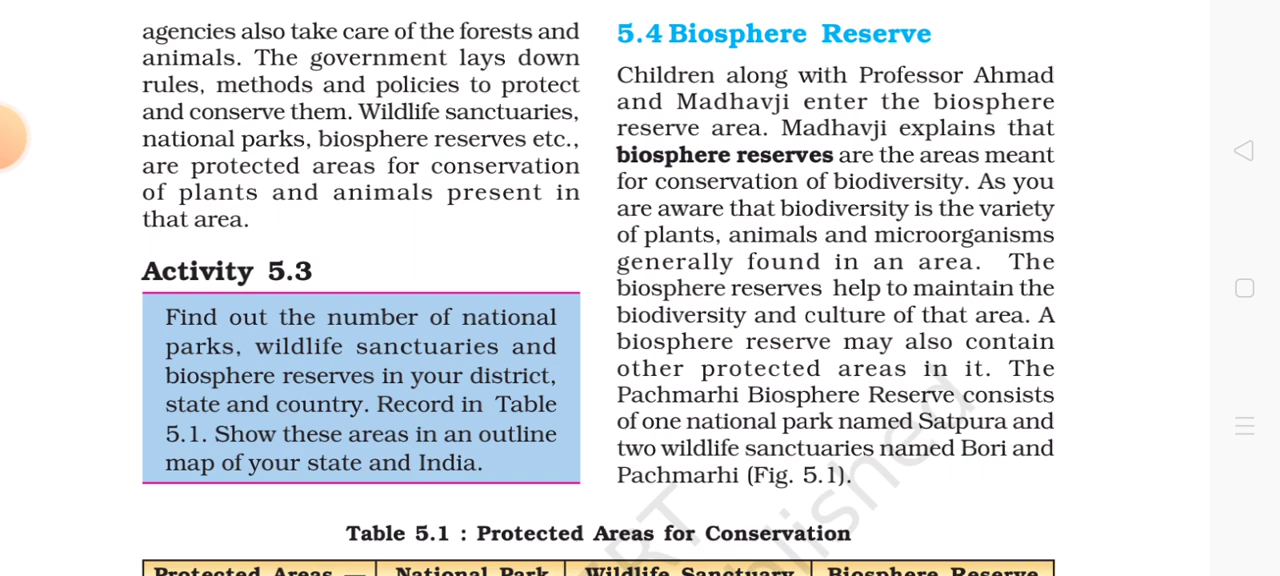 agencies also take care of the forests and
animals. The government lays down
rules, methods and policies to protect
and conserve them. Wildlife sanctuaries,
national parks, biosphere reserves etc.,
are protected areas for conservation
of plants and animals present in
that area.
Activity 5.3
Find out the number of national
parks, wildlife sanctuaries and
biosphere reserves in your district,
state and country. Record in Table
5.1. Show these areas in an outline
map of your state and India.
5.4 Biosphere Reserve
Children along with Professor Ahmad
and Madhavji enter the biosphere
reserve area. Madhavji explains that
biosphere reserves are the areas meant
for conservation of biodiversity. As you
are aware that biodiversity is the variety
of plants, animals and microorganisms
generally found in an area. The
biosphere reserves help to maintain the
biodiversity and culture of that area. A
biosphere reserve may also contain
other protected areas in it. The
Pachmarhi Biosphere Reserve consists
of one national park named Satpura and
two wildlife sanctuaries named Bori and
Pachmarhi (Fig. 5.1).
Table 5.1 : Protected Areas for Conservation
Protected Areas — National Park Wildlife Sanctuary Biosphere Reserve